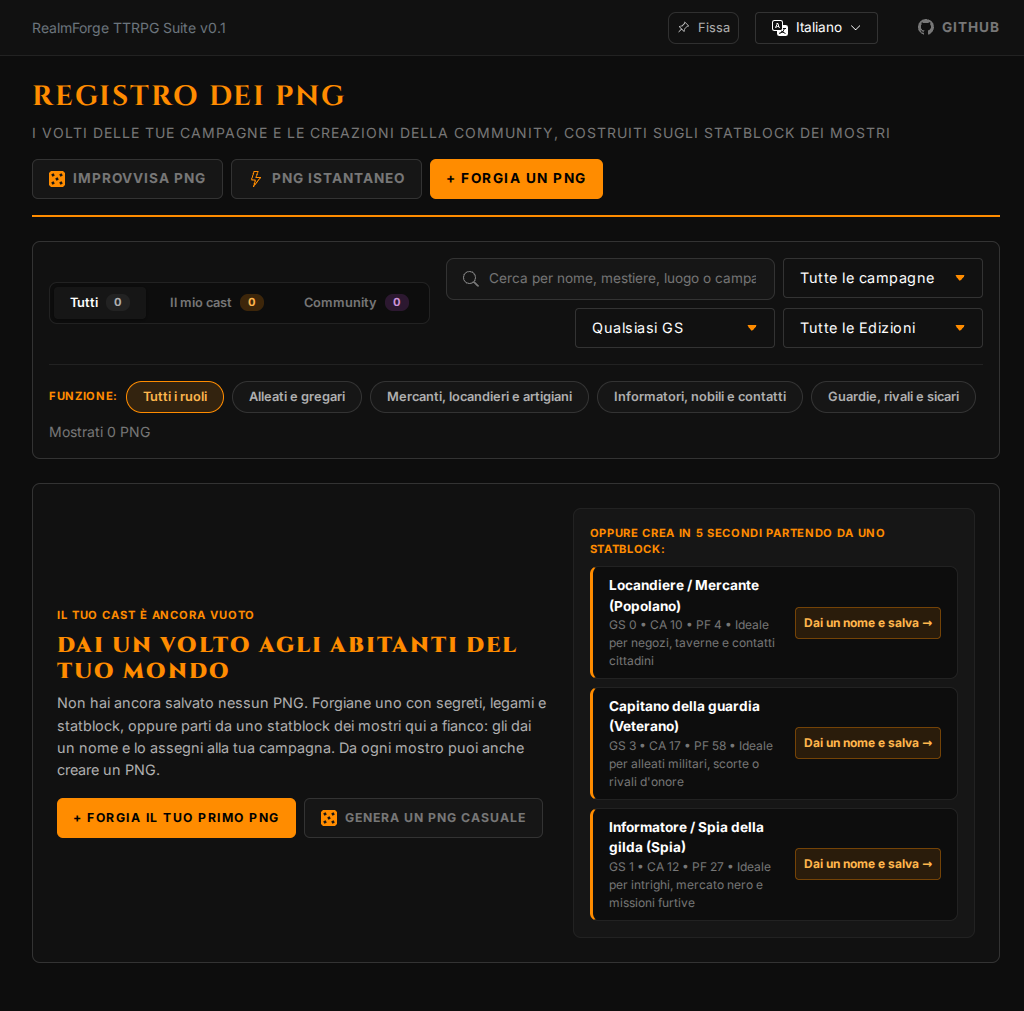 RealmForge TTRPG Suite v0.1
Fissa
Italiano
GITHUB
REGISTRO DEI PNG
I VOLTI DELLE TUE CAMPAGNE E LE CREAZIONI DELLA COMMUNITY, COSTRUITI SUGLI STATBLOCK DEI MOSTRI
IMPROVVISA PNG
PNG ISTANTANEO
+ FORGIA UN PNG
Tutti 0
Il mio cast 0
Community 0
Cerca per nome, mestiere, luogo o campa
Tutte le campagne
Qualsiasi GS
Tutte le Edizioni
FUNZIONE:
Tutti i ruoli
Alleati e gregari
Mercanti, locandieri e artigiani
Informatori, nobili e contatti
Guardie, rivali e sicari
Mostrati 0 PNG
IL TUO CAST È ANCORA VUOTO
DAI UN VOLTO AGLI ABITANTI DEL
TUO MONDO
Non hai ancora salvato nessun PNG. Forgiane uno con segreti, legami e
statblock, oppure parti da uno statblock dei mostri qui a fianco: gli dai
un nome e lo assegni alla tua campagna. Da ogni mostro puoi anche
creare un PNG.
+ FORGIA IL TUO PRIMO PNG
GENERA UN PNG CASUALE
OPPURE CREA IN 5 SECONDI PARTENDO DA UNO
STATBLOCK:
Locandiere / Mercante
(Popolano)
GS 0 • CA 10 • PF 4 • Ideale
per negozi, taverne e contatti
cittadini
Dai un nome e salva →
Capitano della guardia
(Veterano)
GS 3 • CA 17 • PF 58 • Ideale
per alleati militari, scorte o
rivali d'onore
Dai un nome e salva →
Informatore / Spia della
gilda (Spia)
GS 1 • CA 12 • PF 27 • Ideale
per intrighi, mercato nero e
missioni furtive
Dai un nome e salva →